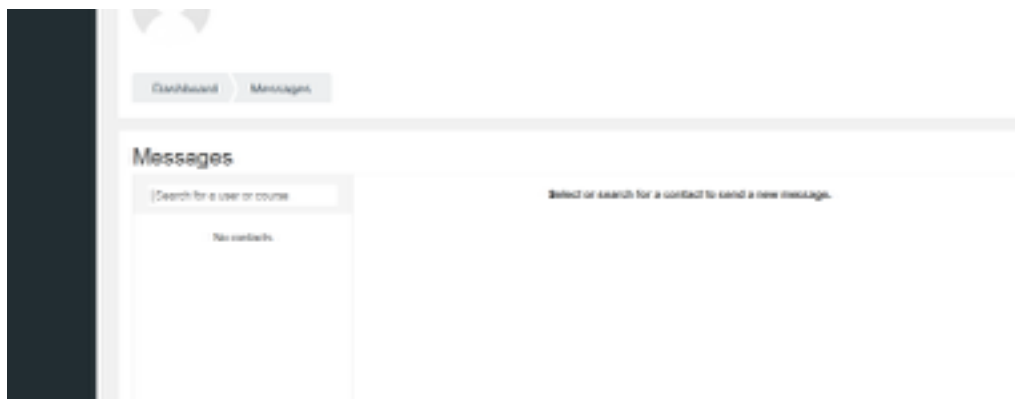 Dashboard Messages
Messages
Search for a user or course
Select or search for a contact to send a new message.
No contacts